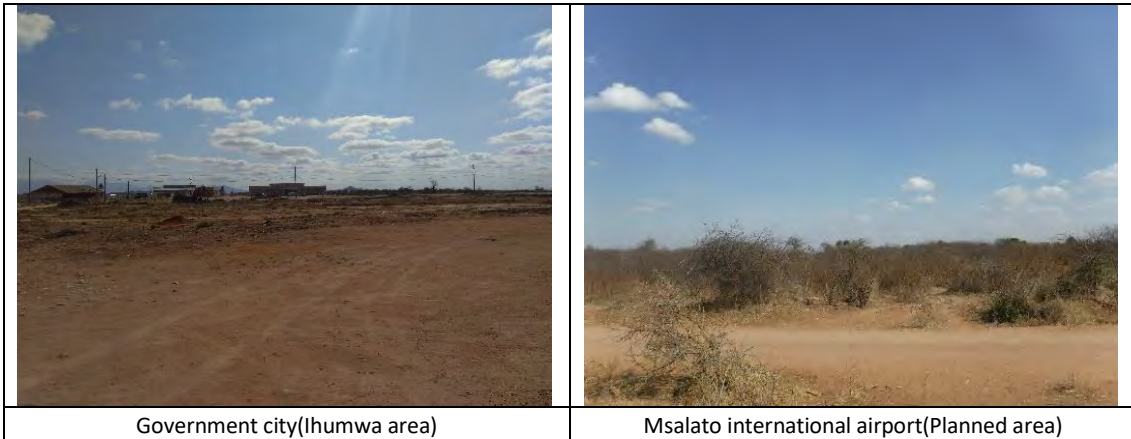 Government city(Ihumwa area)
Msalato international airport(Planned area)